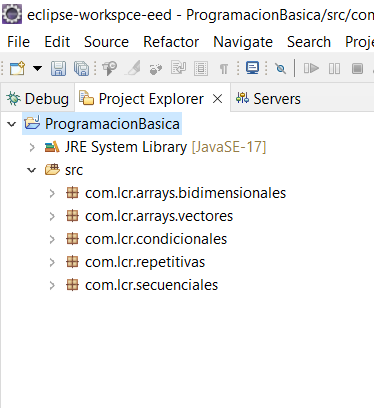 eclipse-workspce-eed - ProgramacionBasica/src/com
File Edit Source Refactor Navigate Search Proje
Debug Project Explorer Servers
ProgramacionBasica
JRE System Library [JavaSE-17]
src
com.lcr.arrays.bidimensionales
com.lcr.arrays.vectores
com.lcr.condicionales
com.lcr.repetitivas
com.lcr.secuenciales